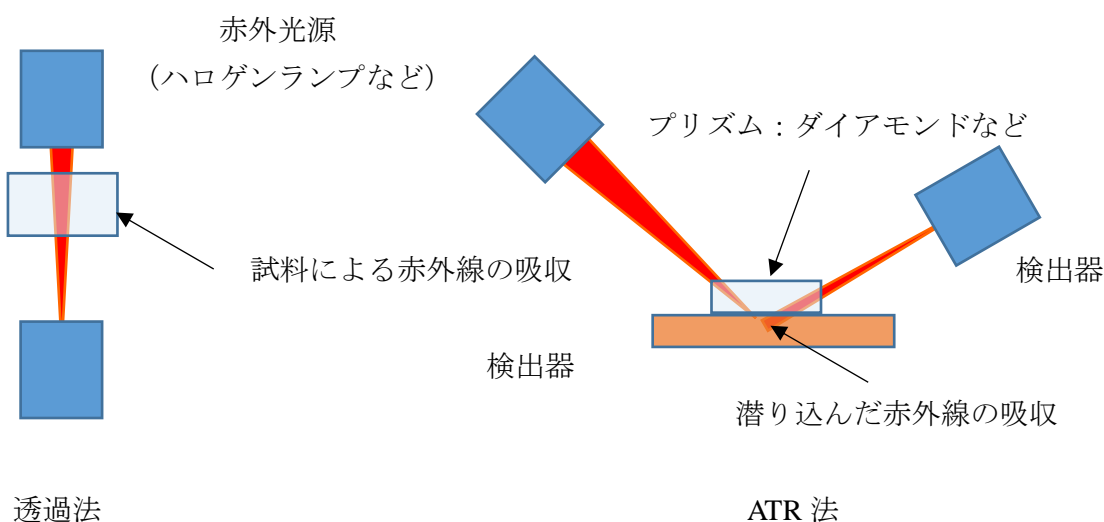 赤外光源
（ハロゲンランプなど）
プリズム：ダイアモンドなど
試料による赤外線の吸収
検出器
検出器
潜り込んだ赤外線の吸収
透過法
ATR 法